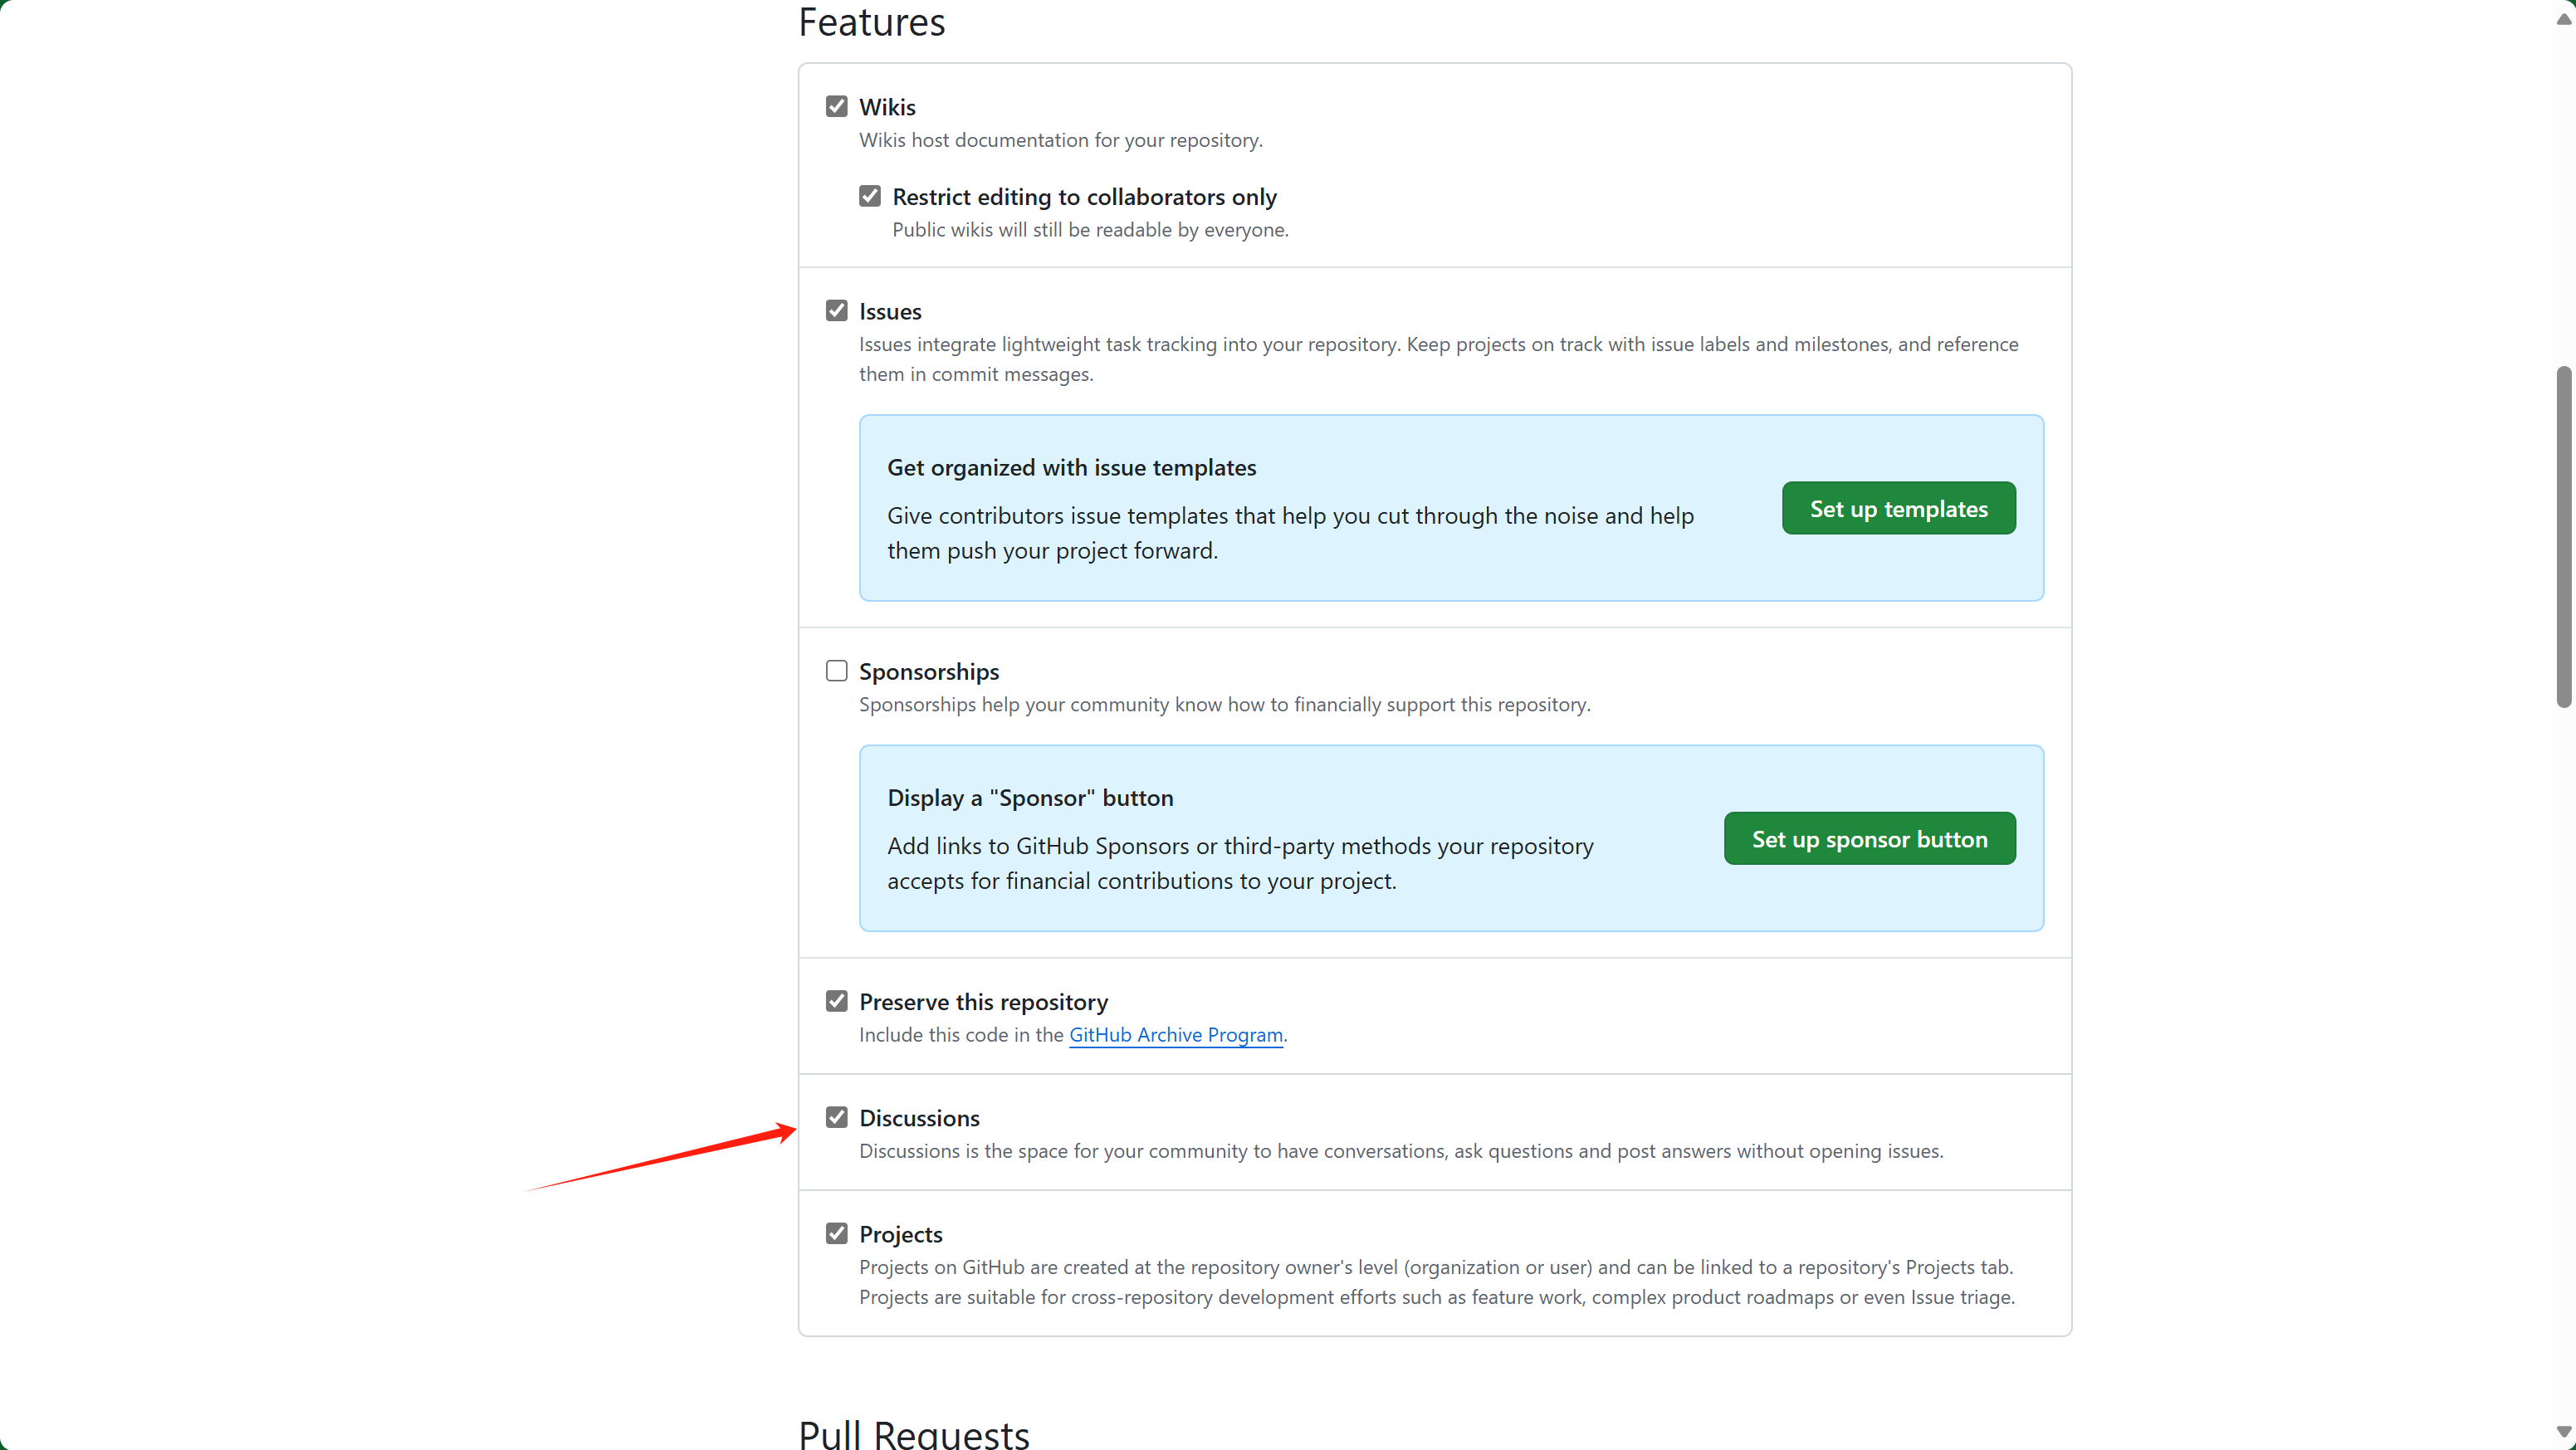 Features
Wikis
Wikis host documentation for your repository.
Restrict editing to collaborators only
Public wikis will still be readable by everyone.
Issues
Issues integrate lightweight task tracking into your repository. Keep projects on track with issue labels and milestones, and reference
them in commit messages.
Get organized with issue templates
Give contributors issue templates that help you cut through the noise and help
them push your project forward.
Set up templates
Sponsorships
Sponsorships help your community know how to financially support this repository.
Display a "Sponsor" button
Add links to GitHub Sponsors or third-party methods your repository
accepts for financial contributions to your project.
Set up sponsor button
Preserve this repository
Include this code in the GitHub Archive Program.
Discussions
Discussions is the space for your community to have conversations, ask questions and post answers without opening issues.
Projects
Projects on GitHub are created at the repository owner's level (organization or user) and can be linked to a repository's Projects tab.
Projects are suitable for cross-repository development efforts such as feature work, complex product roadmaps or even Issue triage.
Pull Requests